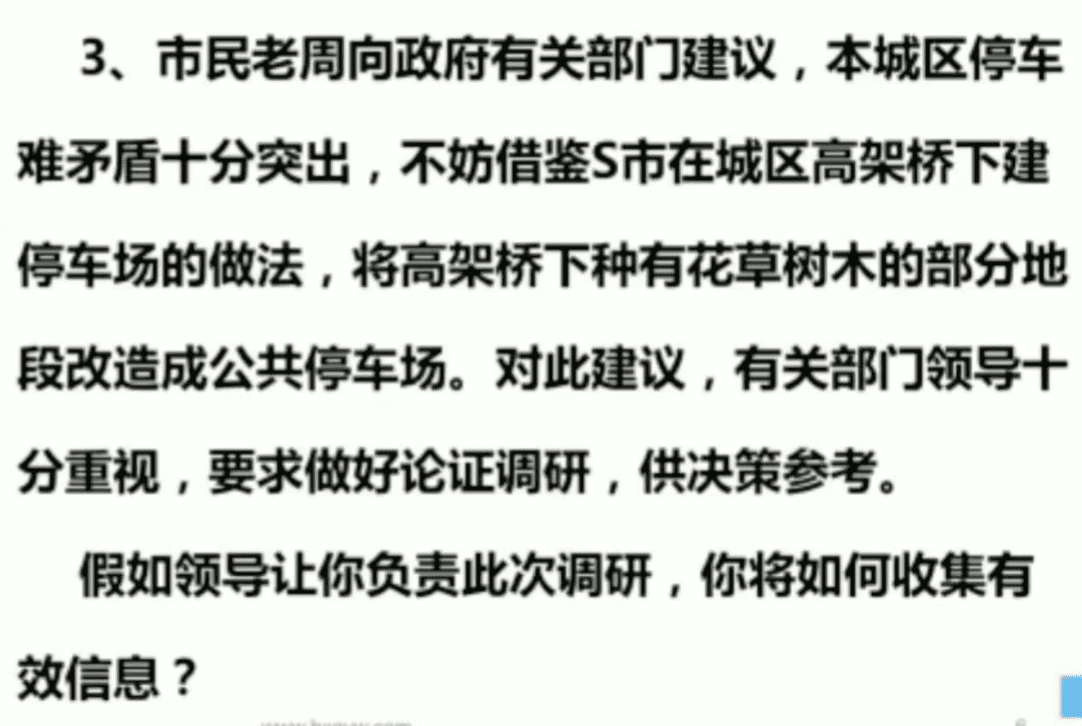 3、市民老周向政府有关部门建议，本城区停车
难矛盾十分突出，不妨借鉴S市在城区高架桥下建
停车场的做法，将高架桥下种有花草树木的部分地
段改造成公共停车场。对此建议，有关部门领导十
分重视，要求做好论证调研，供决策参考。
假如领导让你负责此次调研，你将如何收集有
效信息？